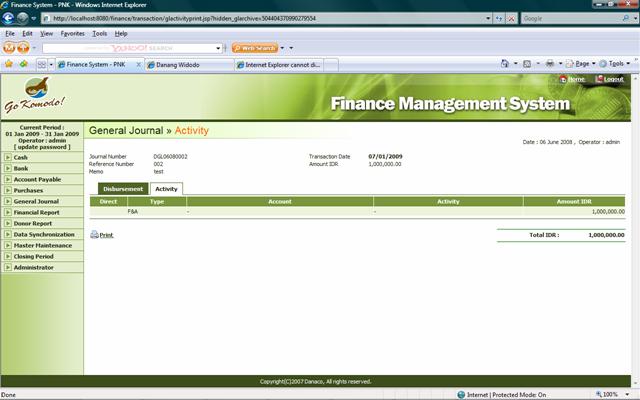 Finance System - PNK - Windows Internet Explorer
http://localhost:8080/finance/transaction/glactivityprint.jsp?hidden_glarchive=504404370990279554
File Edit View Favorites Tools Help
YAHOO! SEARCH Web Search
Finance System - PNK Danang Widodo Internet Explorer cannot di... Page Tools
Go Komodo!
Home Logout
Finance Management System
Current Period :
01 Jan 2009 - 31 Jan 2009
Operator : admin
[ update password ]
Cash
Bank
Account Payable
Purchases
General Journal
Financial Report
Donor Report
Data Synchronization
Master Maintenance
Closing Period
Administrator
General Journal » Activity
Date : 06 June 2008 , Operator : admin
Journal Number DGL06080002 Transaction Date 07/01/2009
Reference Number 002 Amount IDR 1,000,000.00
Memo test
Disbursement Activity
Direct Type Account Activity Amount IDR
F&A - - 1,000,000.00
Print
Total IDR : 1,000,000.00
Copyright(C)2007 Danaco, All rights reserved.
Done Internet | Protected Mode: On 100%